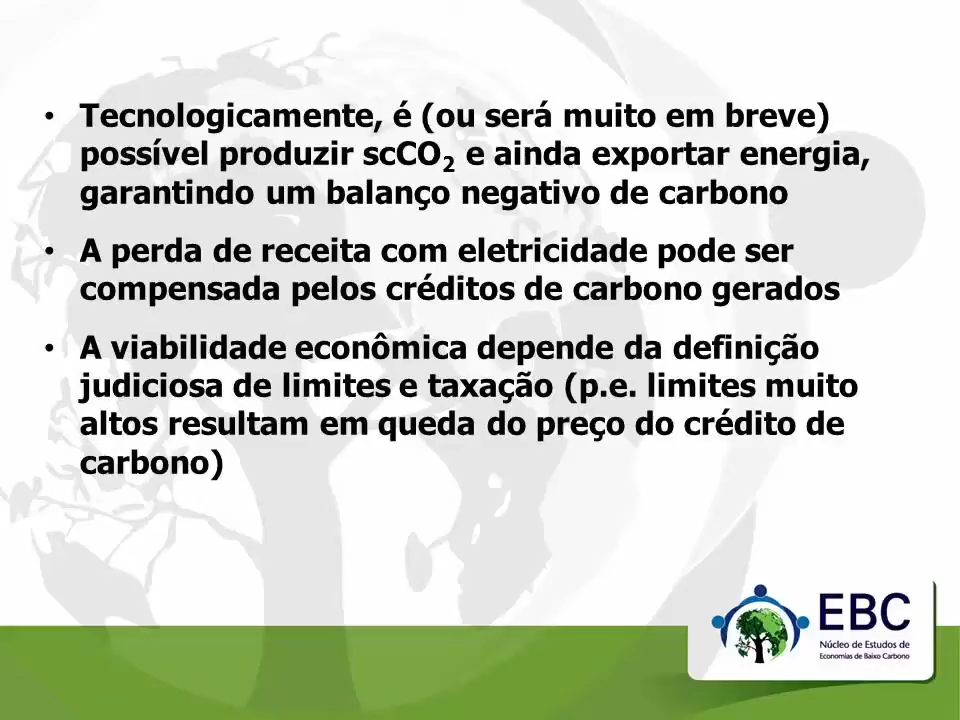 • Tecnologicamente, é (ou será muito em breve)
possível produzir scCO₂ e ainda exportar energia,
garantindo um balanço negativo de carbono
• A perda de receita com eletricidade pode ser
compensada pelos créditos de carbono gerados
• A viabilidade econômica depende da definição
judiciosa de limites e taxação (p.e. limites muito
altos resultam em queda do preço do crédito de
carbono)
EBC
Núcleo de Estudos de
Economias de Baixo Carbono